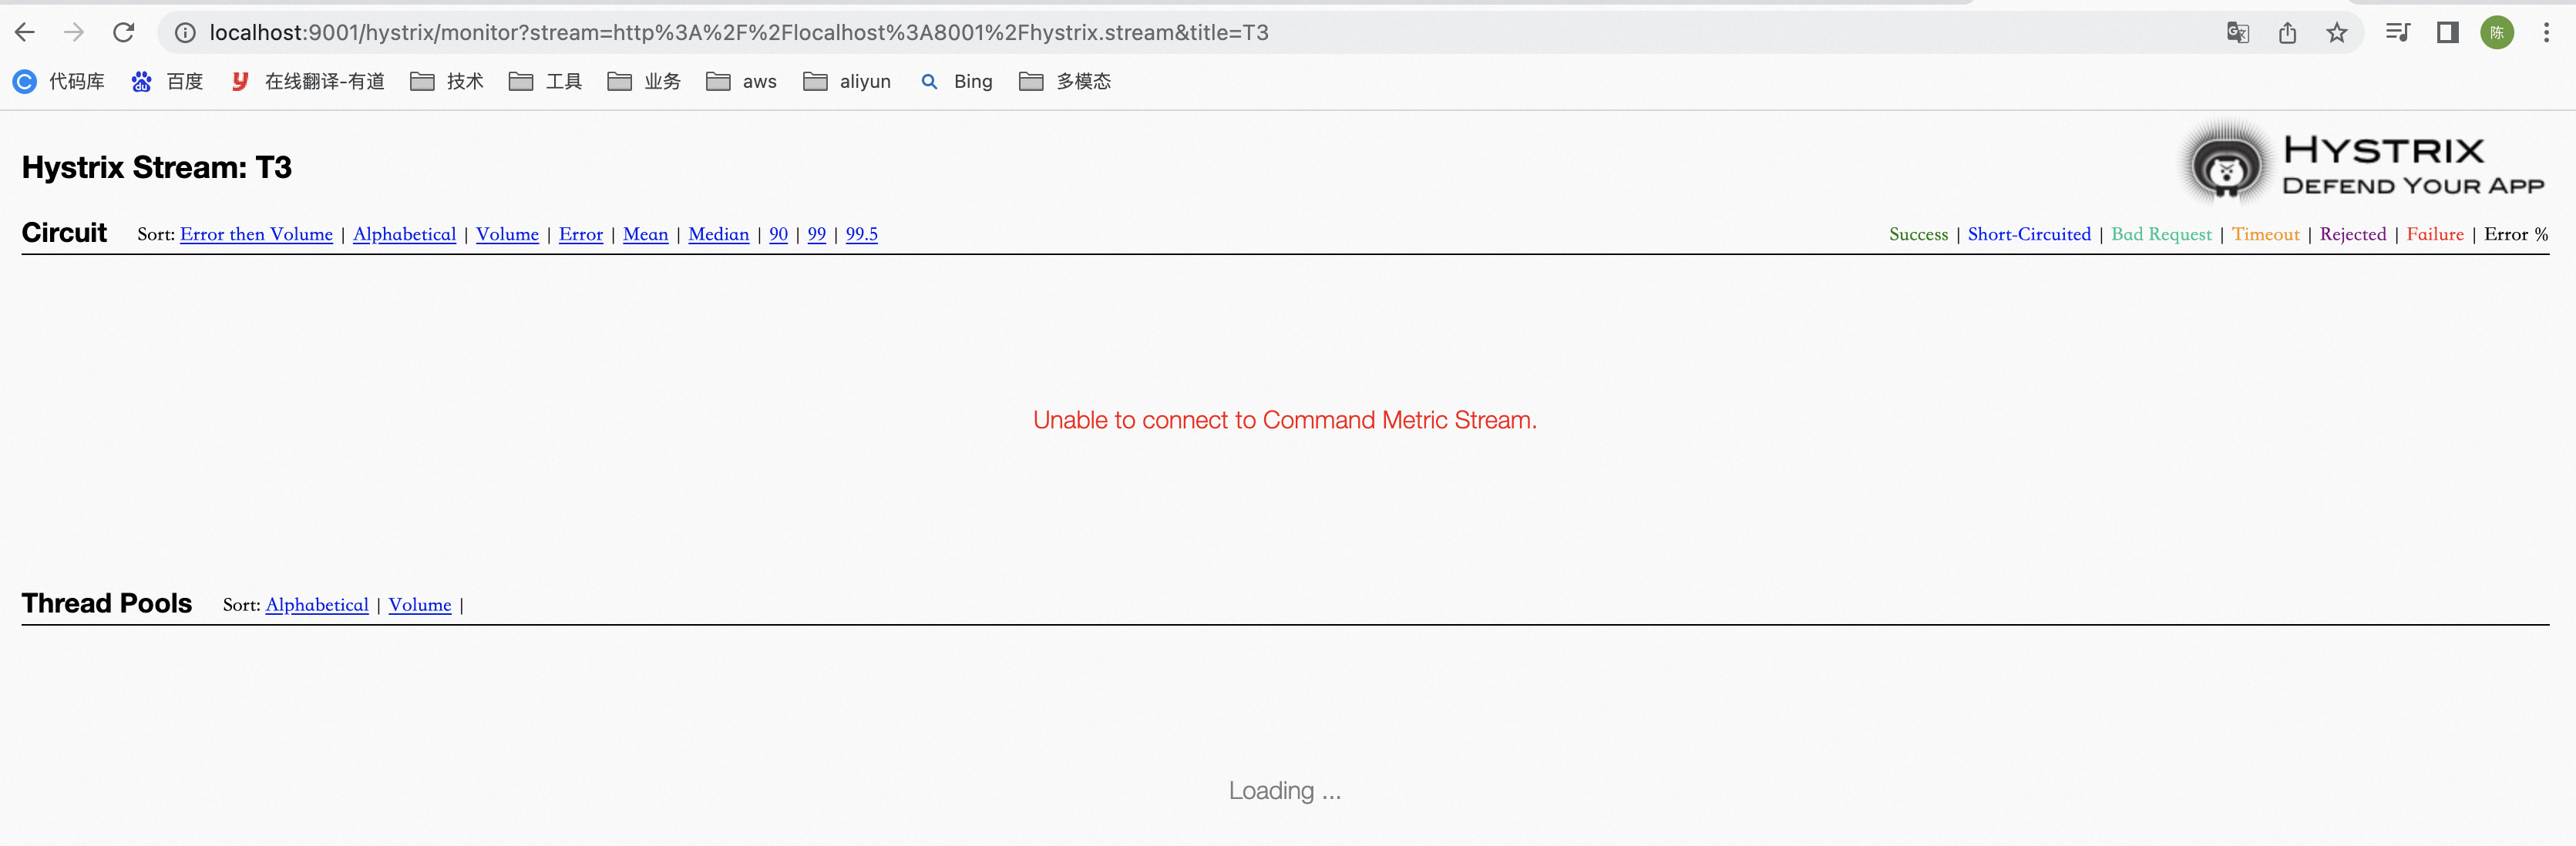 localhost:9001/hystrix/monitor?stream=http%3A%2F%2Flocalhost%3A8001%2Fhystrix.stream&title=T3 陈
代码库 百度 在线翻译-有道 技术 工具 业务 aws aliyun Bing 多模态
Hystrix Stream: T3
HYSTRIX
DEFEND YOUR APP
Circuit Sort: Error then Volume | Alphabetical | Volume | Error | Mean | Median | 90 | 99 | 99.5
Success | Short-Circuited | Bad Request | Timeout | Rejected | Failure | Error %
Unable to connect to Command Metric Stream.
Thread Pools Sort: Alphabetical | Volume |
Loading ...